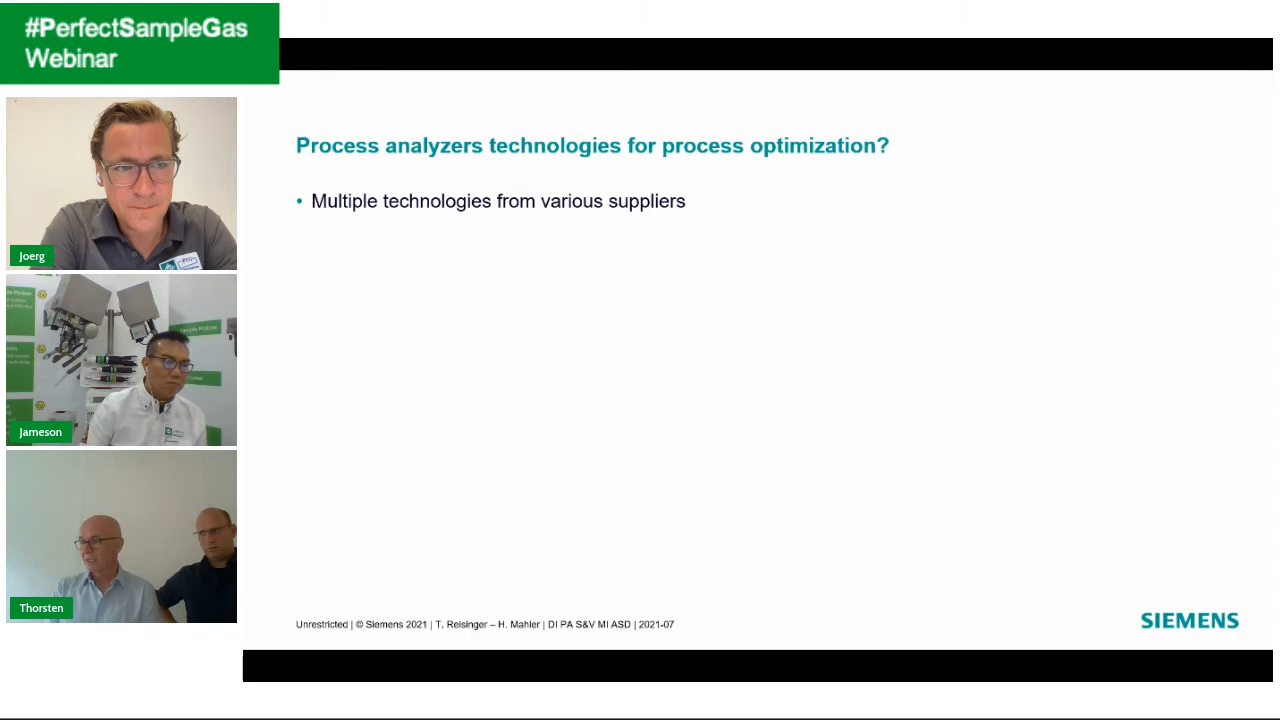 #PerfectSampleGas
Webinar
Process analyzers technologies for process optimization?
• Multiple technologies from various suppliers
Joerg
Jameson
Thorsten
Unrestricted | © Siemens 2021 | T. Reisinger – H. Mahler | DI PA S&V MI ASD | 2021-07
SIEMENS